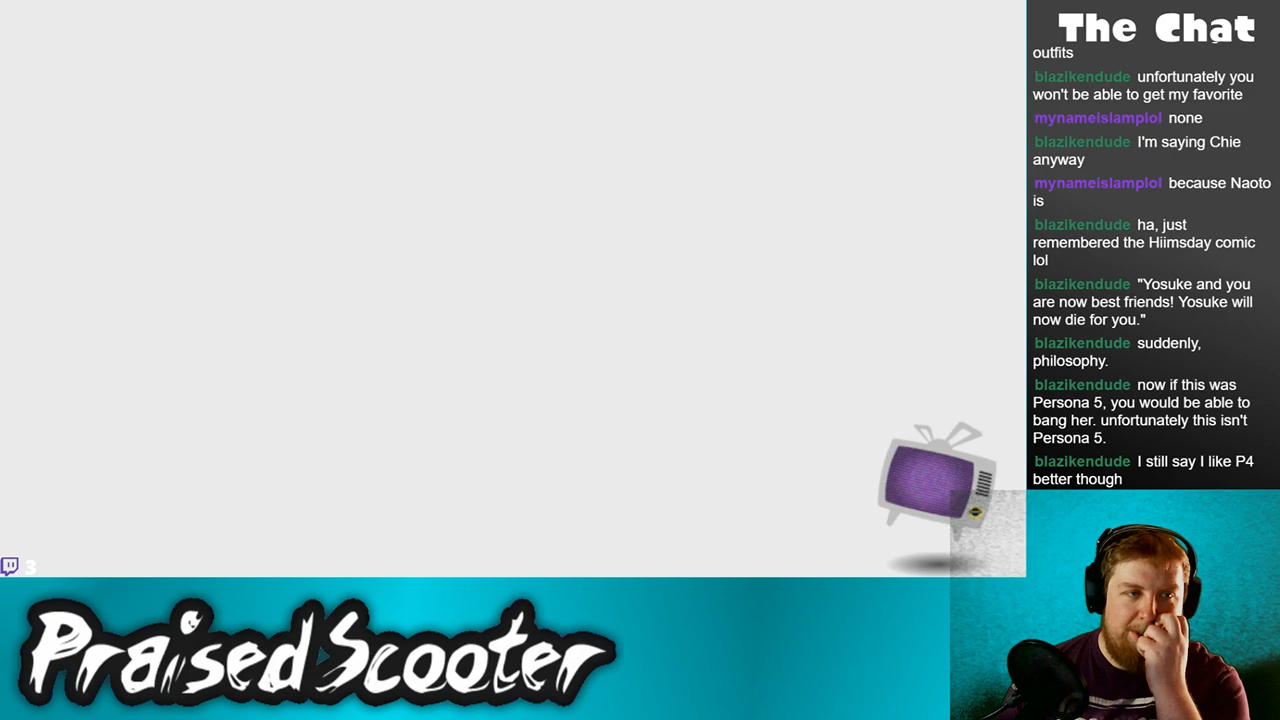 The Chat
outfits
blazikendude unfortunately you
won't be able to get my favorite
mynameislamplol none
blazikendude I'm saying Chie
anyway
mynameislamplol because Naoto
is
blazikendude ha, just
remembered the Hiimsday comic
lol
blazikendude "Yosuke and you
are now best friends! Yosuke will
now die for you."
blazikendude suddenly,
philosophy.
blazikendude now if this was
Persona 5, you would be able to
bang her. unfortunately this isn't
Persona 5.
blazikendude I still say I like P4
better though
3
PraisedScooter